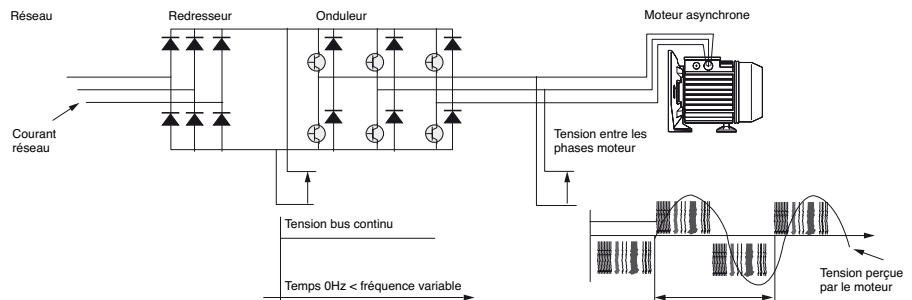 Réseau
Redresseur
Onduleur
Moteur asynchrone
Courant
réseau
Tension entre les
phases moteur
Tension bus continu
Temps 0Hz < fréquence variable
Tension perçue
par le moteur